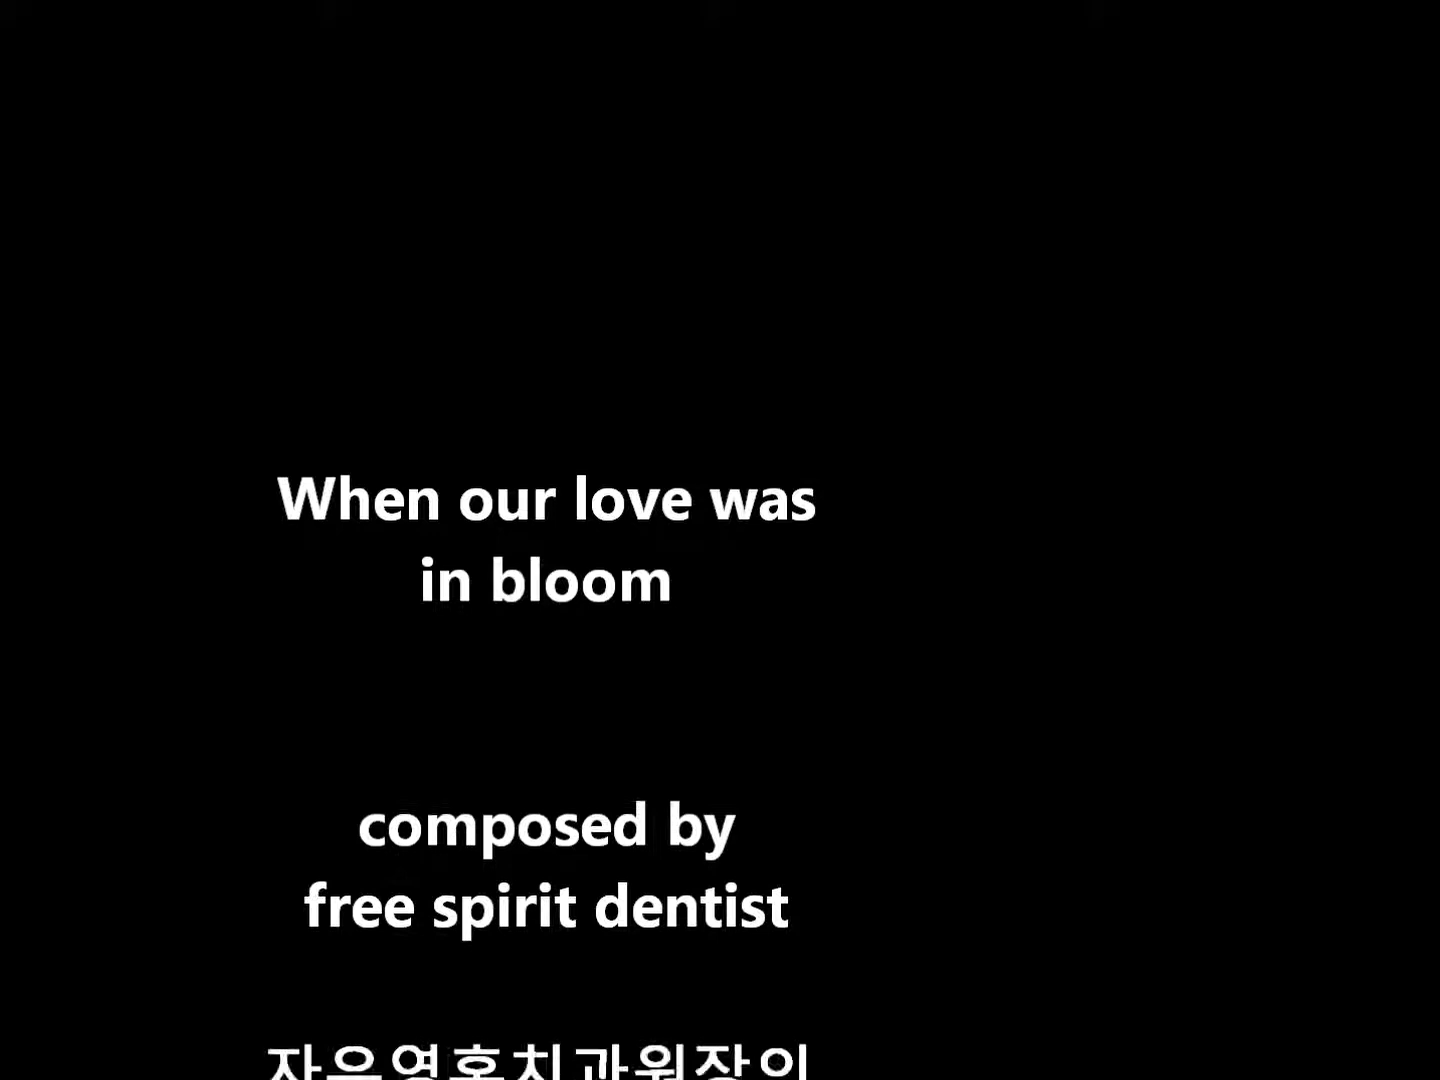 When our love was
in bloom
composed by
free spirit dentist
자유영혼치과원장의